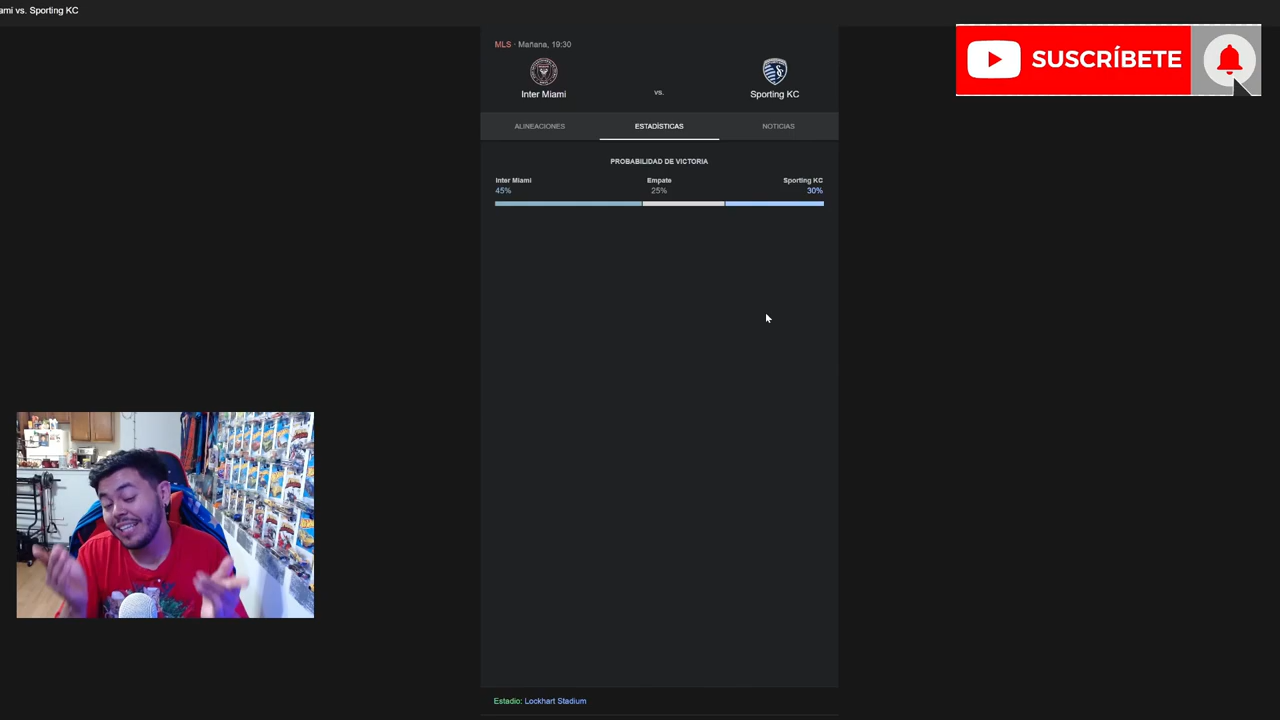 ami vs. Sporting KC
SUSCRÍBETE
MLS · Mañana, 19:30
Inter Miami
vs.
Sporting KC
ALINEACIONES
ESTADÍSTICAS
NOTICIAS
PROBABILIDAD DE VICTORIA
Inter Miami
Empate
Sporting KC
45%
25%
30%
Estadio: Lockhart Stadium